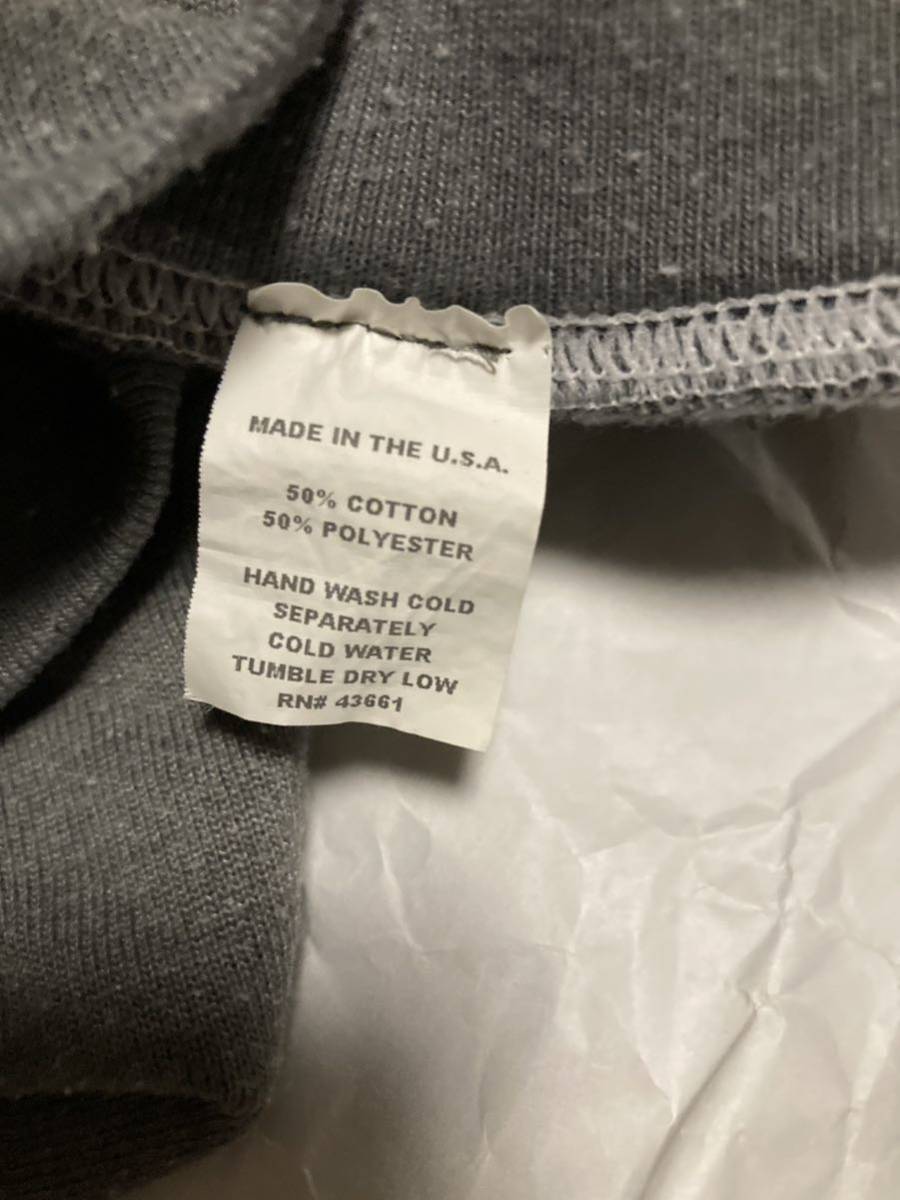 MADE IN THE U.S.A.
50% COTTON
50% POLYESTER
HAND WASH COLD
SEPARATELY
COLD WATER
TUMBLE DRY LOW
RN# 43661